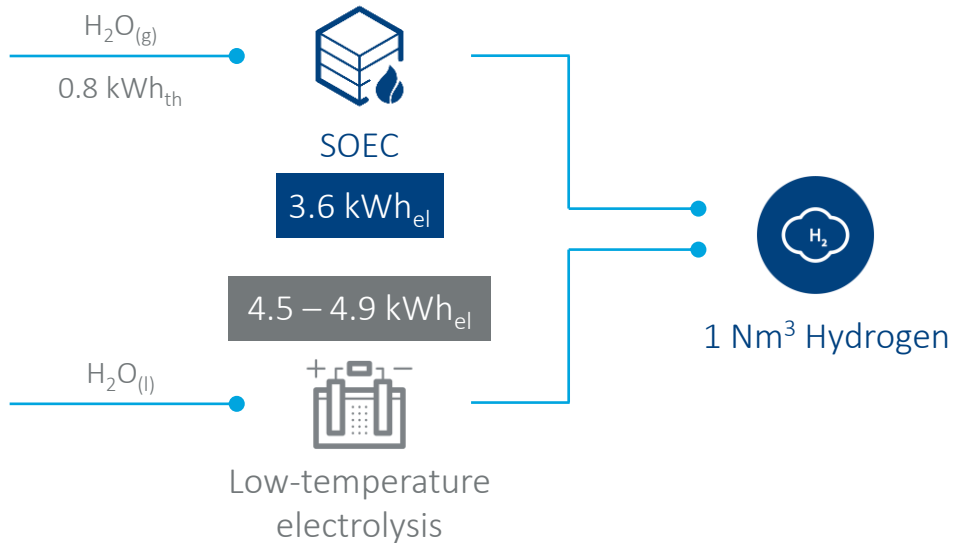 H₂O₍g₎
0.8 kWhₜₕ
SOEC
3.6 kWhₑₗ
4.5 – 4.9 kWhₑₗ
H₂
1 Nm³ Hydrogen
H₂O₍l₎
+ −
Low-temperature
electrolysis